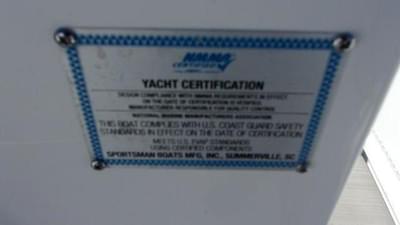 NMMA
CERTIFIED
YACHT CERTIFICATION
DESIGN COMPLIANCE WITH NMMA REQUIREMENTS IN EFFECT
ON THE DATE OF CERTIFICATION IS VERIFIED.
MANUFACTURER RESPONSIBLE FOR QUALITY CONTROL.
NATIONAL MARINE MANUFACTURERS ASSOCIATION
THIS BOAT COMPLIES WITH U.S. COAST GUARD SAFETY
STANDARDS IN EFFECT ON THE DATE OF CERTIFICATION
MEETS U.S. EVAP STANDARDS
USING CERTIFIED COMPONENTS
SPORTSMAN BOATS MFG, INC., SUMMERVILLE, SC